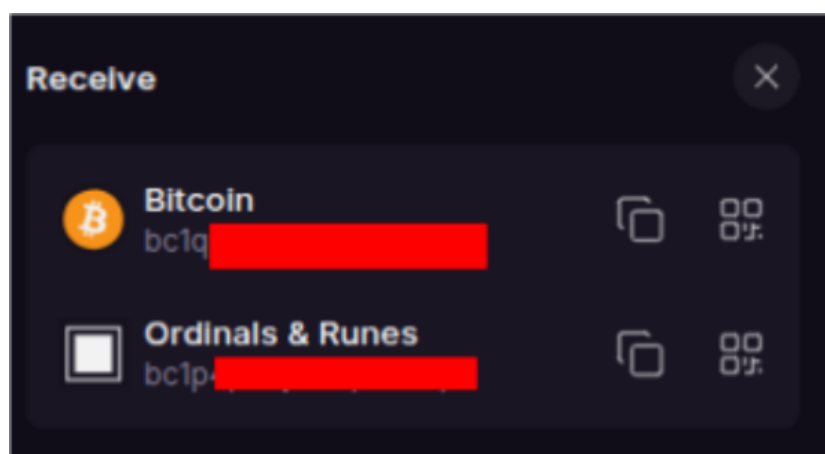 Receive
Bitcoin
bc1q
Ordinals & Runes
bc1p